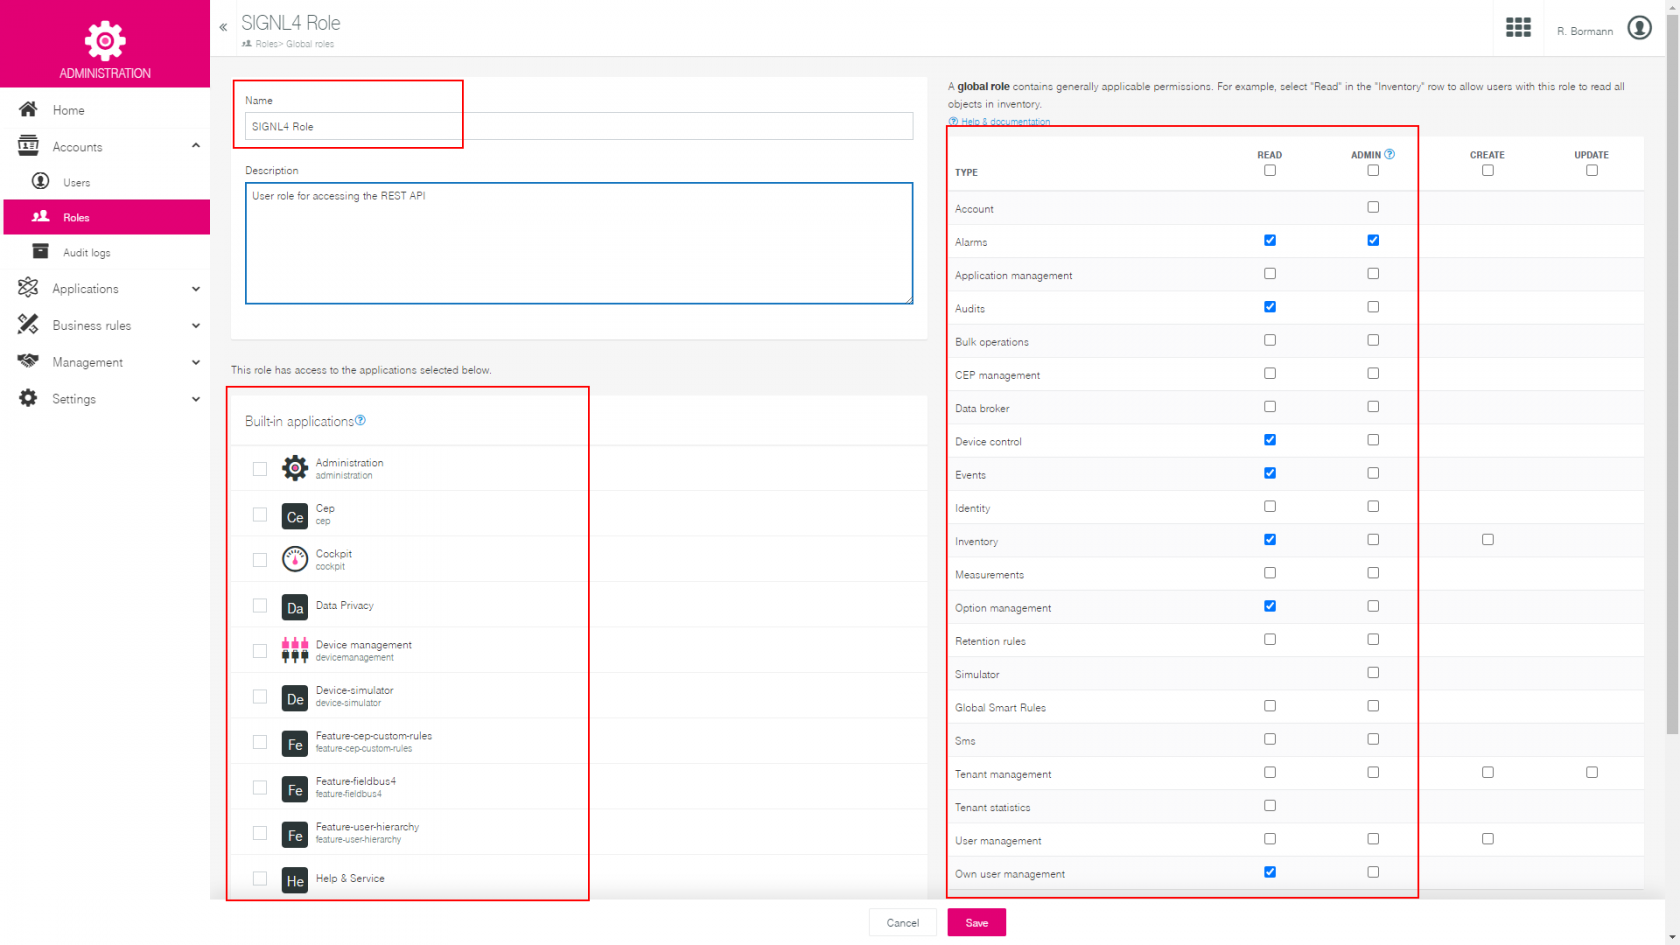 ADMINISTRATION
Home
Accounts
Users
Roles
Audit logs
Applications
Business rules
Management
Settings
«
SIGNL4 Role
Roles> Global roles
R. Bormann
Name
SIGNL4 Role
Description
User role for accessing the REST API
This role has access to the applications selected below.
Built-in applications
Administration
administration
Ce
Cep
cep
Cockpit
cockpit
Da
Data Privacy
Device management
devicemanagement
De
Device-simulator
device-simulator
Fe
Feature-cep-custom-rules
feature-cep-custom-rules
Fe
Feature-fieldbus4
feature-fieldbus4
Fe
Feature-user-hierarchy
feature-user-hierarchy
He
Help & Service
A global role contains generally applicable permissions. For example, select "Read" in the "Inventory" row to allow users with this role to read all
objects in inventory.
Help & documentation
TYPE READ ADMIN CREATE UPDATE
Account
Alarms
Application management
Audits
Bulk operations
CEP management
Data broker
Device control
Events
Identity
Inventory
Measurements
Option management
Retention rules
Simulator
Global Smart Rules
Sms
Tenant management
Tenant statistics
User management
Own user management
Cancel
Save